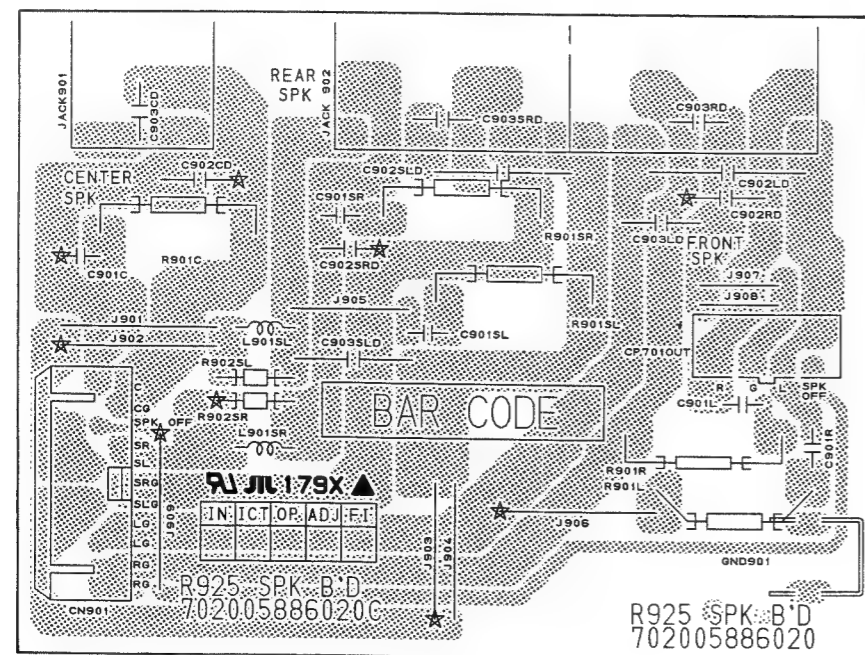 JACK901
C903CD
REAR
SPK
JACK 902
C903SRD
C903RD
CENTER
SPK
C902CD
C902SLD
C902LD
C902RD
C901SR
R901SR
C903LD
FRONT
SPK
C901C
R901C
C902SRD
J907
J908
J905
R901SL
J901
J902
L901SL
C901SL
CP701OUT
C903SLD
R902SL
R G L SPK
OFF
C901L
R902SR
BAR CODE
C
CG
SPK OFF
SR
SL
SRG
SLG
LG
LG
RG
RG
L901SR
C901R
R901R
R901L
179X
IN ICT OP. ADJ F.I
J909
J903
J904
J906
GND901
CN901
R925 SPK B'D
702005886020C
R925 SPK B'D
702005886020